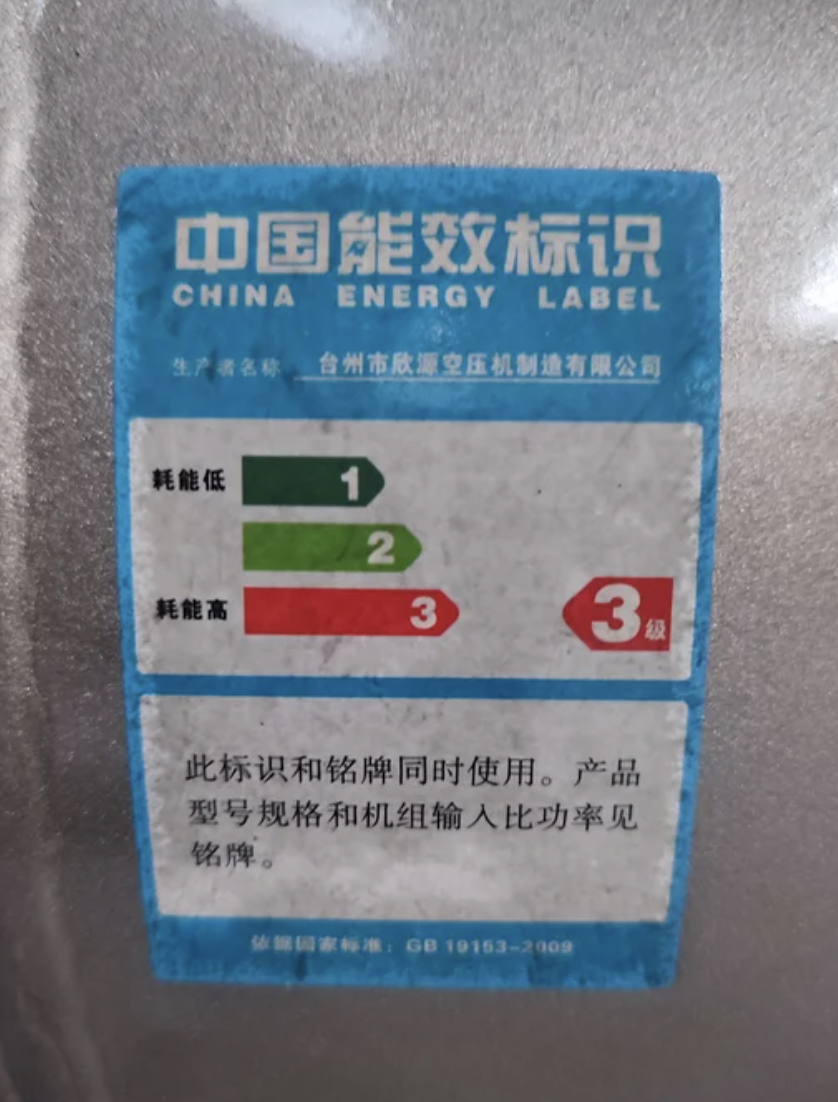 中国能效标识
CHINA ENERGY LABEL
生产者名称 台州市欣源空压机制造有限公司
耗能低 1
2
耗能高 3 3级
此标识和铭牌同时使用。产品
型号规格和机组输入比功率见
铭牌。
依据国家标准：GB 19153-2009